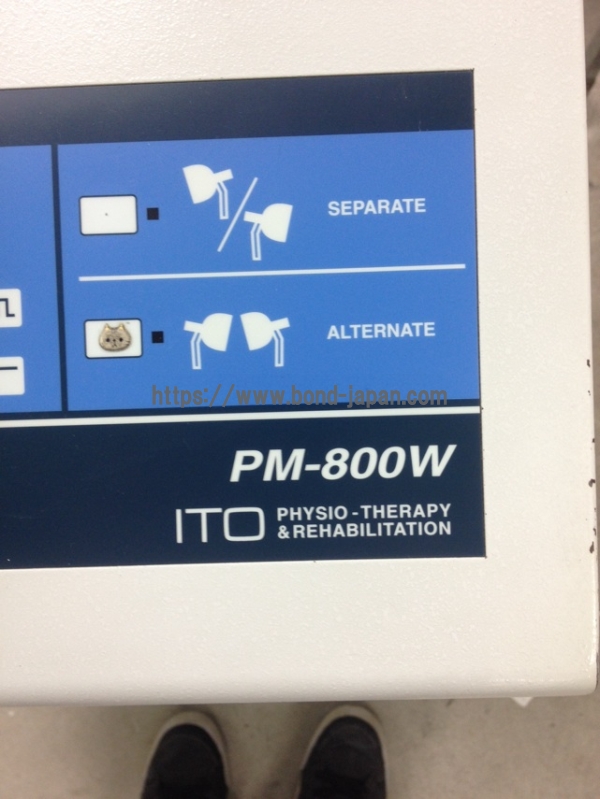 SEPARATE
ALTERNATE
https://www.bond-japan.com
PM-800W
ITO PHYSIO-THERAPY
&REHABILITATION